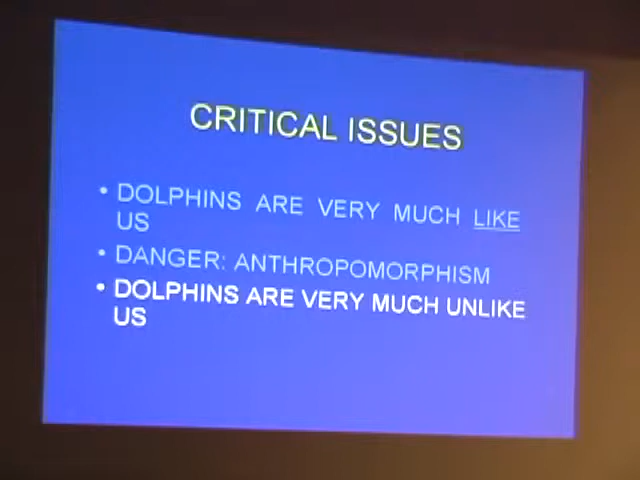 CRITICAL ISSUES
• DOLPHINS ARE VERY MUCH LIKE
US
• DANGER: ANTHROPOMORPHISM
• DOLPHINS ARE VERY MUCH UNLIKE
US